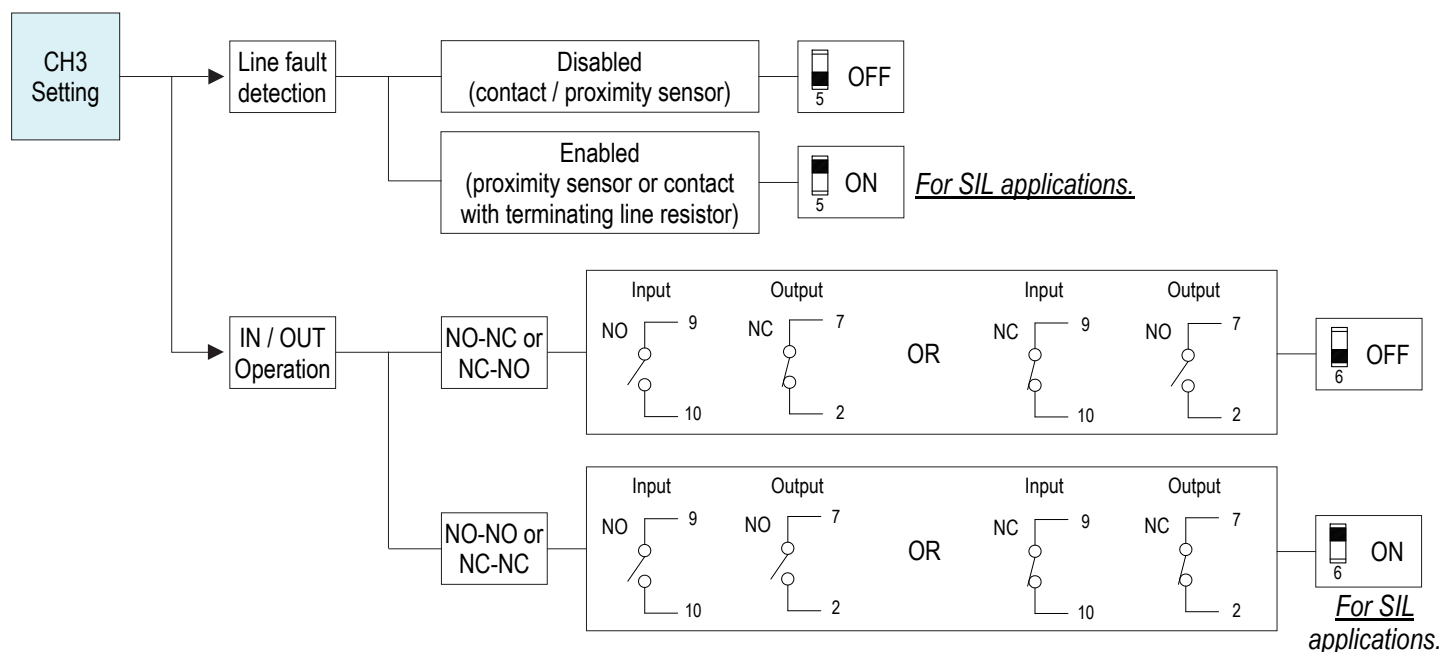 CH3
Setting
Line fault
detection
Disabled
(contact / proximity sensor)
5
OFF
Enabled
(proximity sensor or contact
with terminating line resistor)
5
ON
For SIL applications.
IN / OUT
Operation
NO-NC or
NC-NO
Input
Output
Input
Output
NO
9
NC
7
OR
NC
9
NO
7
10
2
10
2
6
OFF
NO-NO or
NC-NC
Input
Output
Input
Output
NO
9
NO
7
OR
NC
9
NC
7
10
2
10
2
6
ON
For SIL
applications.